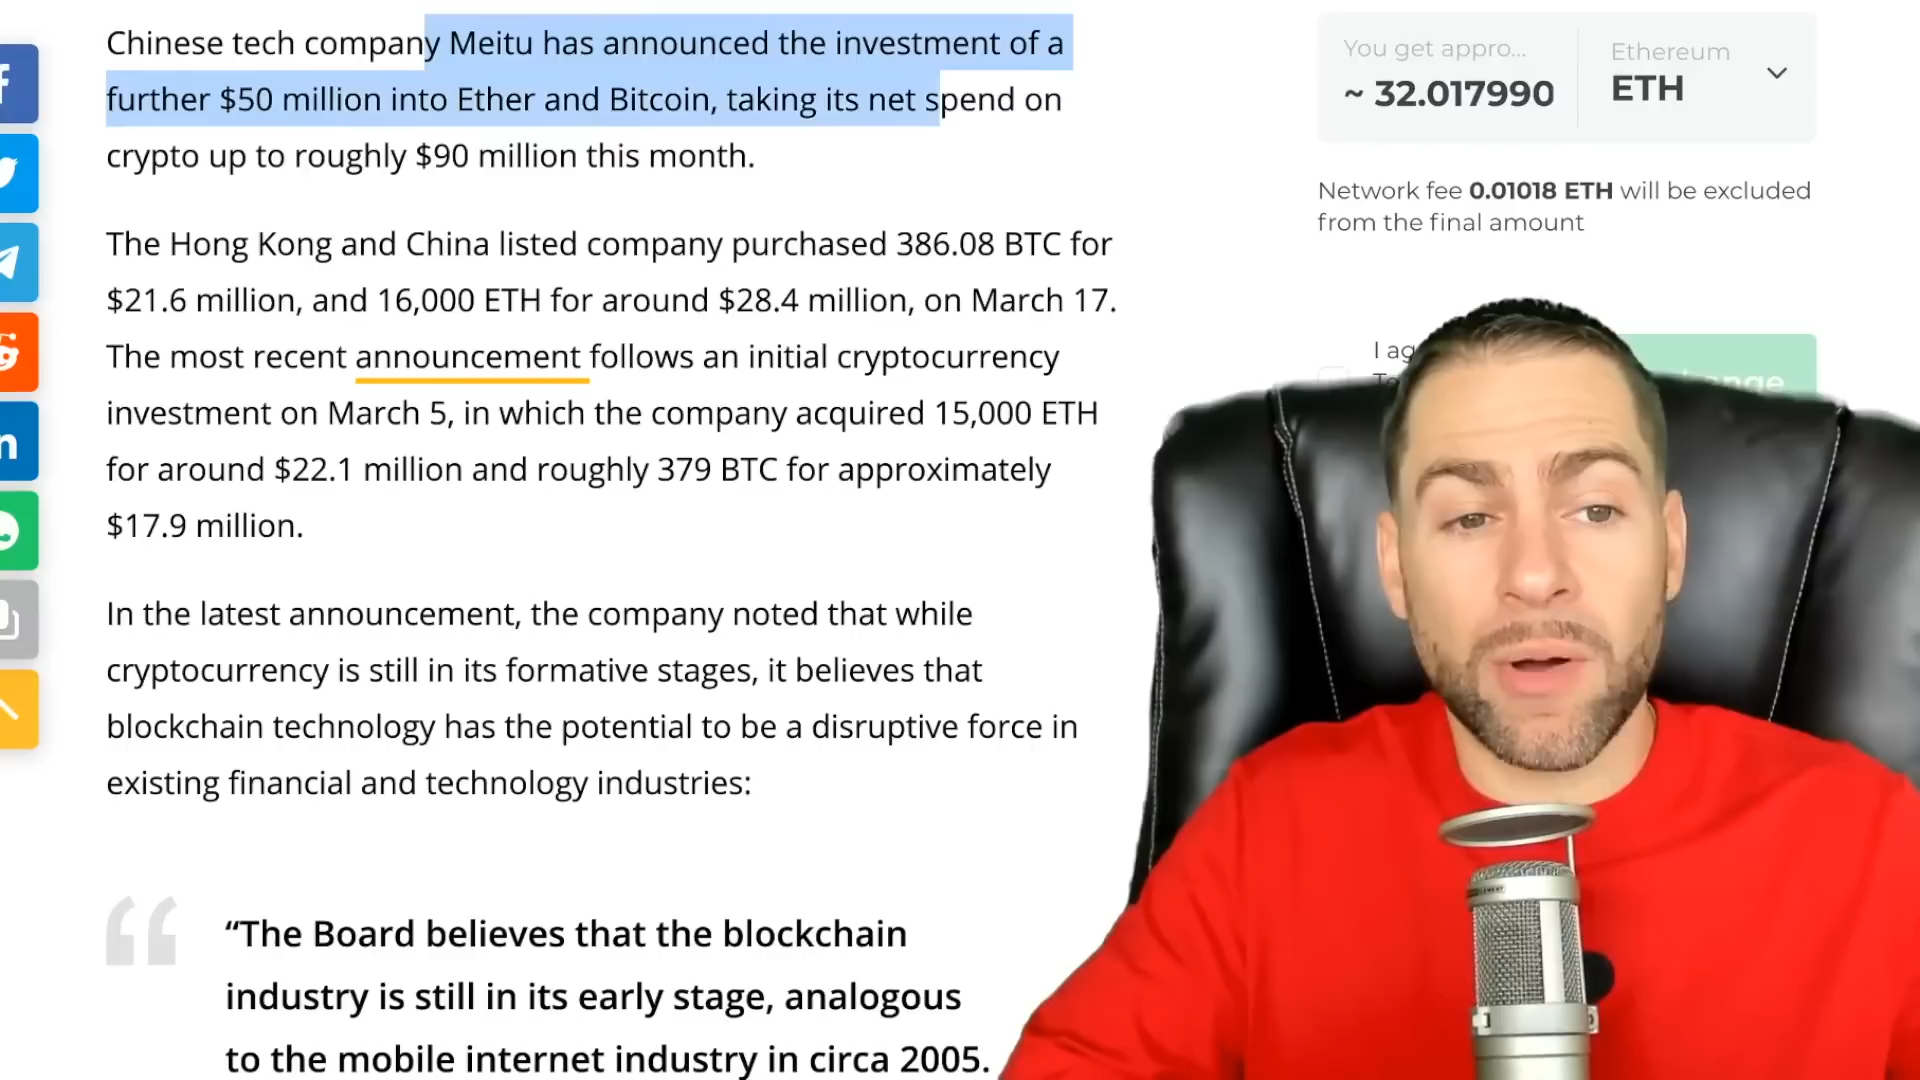 Chinese tech company Meitu has announced the investment of a
further $50 million into Ether and Bitcoin, taking its net spend on
crypto up to roughly $90 million this month.
The Hong Kong and China listed company purchased 386.08 BTC for
$21.6 million, and 16,000 ETH for around $28.4 million, on March 17.
The most recent announcement follows an initial cryptocurrency
investment on March 5, in which the company acquired 15,000 ETH
for around $22.1 million and roughly 379 BTC for approximately
$17.9 million.
In the latest announcement, the company noted that while
cryptocurrency is still in its formative stages, it believes that
blockchain technology has the potential to be a disruptive force in
existing financial and technology industries:
“The Board believes that the blockchain
industry is still in its early stage, analogous
to the mobile internet industry in circa 2005.
You get appro...
~ 32.017990
Ethereum
ETH
Network fee 0.01018 ETH will be excluded
from the final amount
I ag